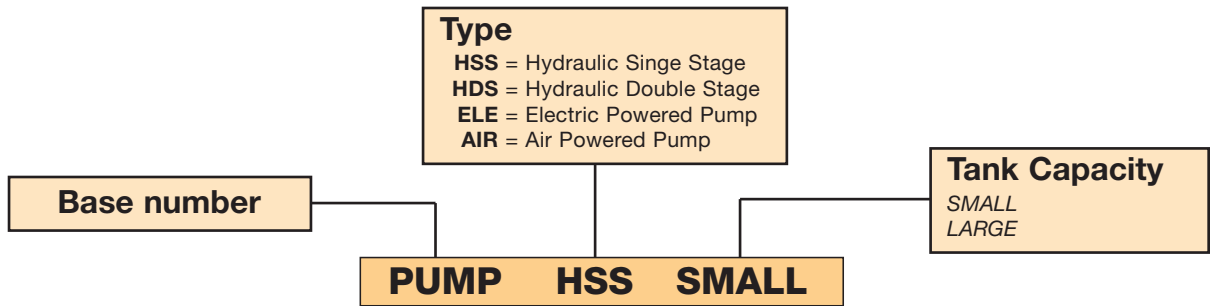 Type
HSS = Hydraulic Singe Stage
HDS = Hydraulic Double Stage
ELE = Electric Powered Pump
AIR = Air Powered Pump
Base number
Tank Capacity
SMALL
LARGE
PUMP HSS SMALL